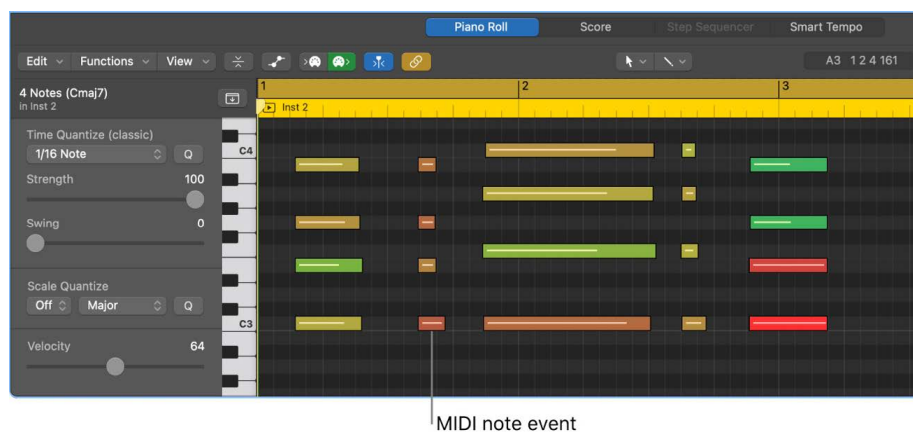 Piano Roll Score Step Sequencer Smart Tempo
Edit Functions View A3 1 2 4 161
4 Notes (Cmaj7)
in Inst 2
1 2 3
Inst 2
Time Quantize (classic)
1/16 Note Q
C4
Strength 100
Swing 0
Scale Quantize
Off Major Q
C3
Velocity 64
MIDI note event